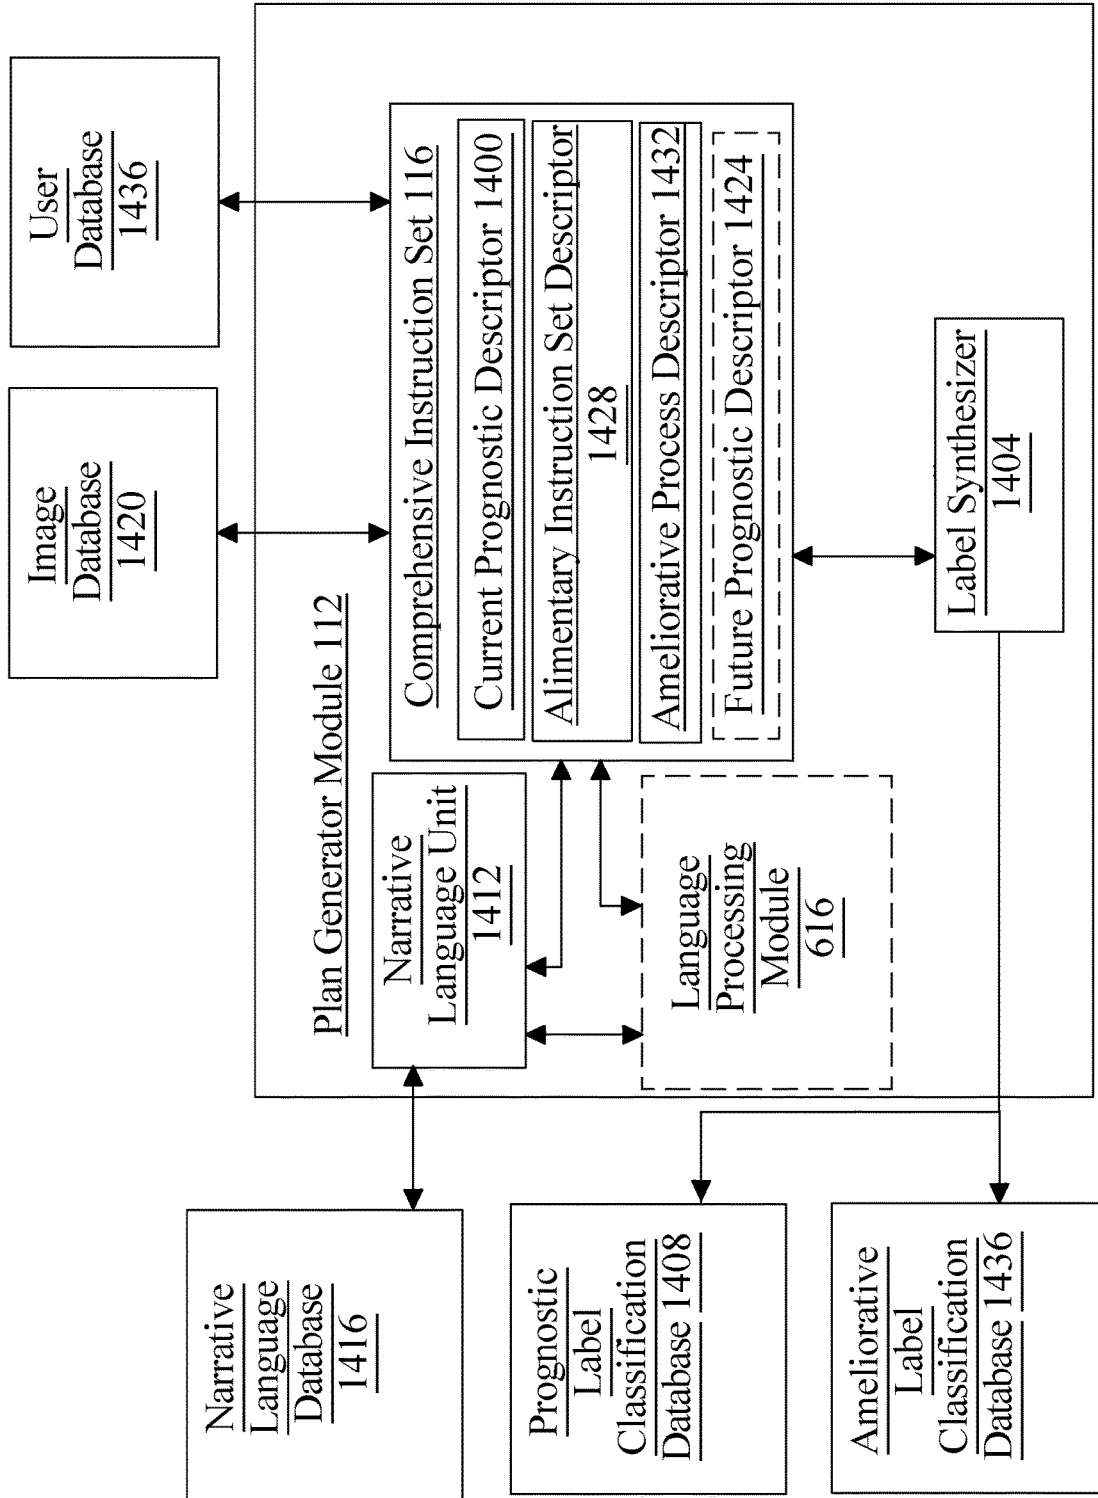 Narrative
Language
Database
1416
Prognostic
Label
Classification
Database 1408
Ameliorative
Label
Classification
Database 1436
Plan Generator Module 112
Narrative
Language Unit
1412
Language
Processing
Module
616
Image
Database
1420
User
Database
1436
Comprehensive Instruction Set 116
Current Prognostic Descriptor 1400
Alimentary Instruction Set Descriptor
1428
Ameliorative Process Descriptor 1432
Future Prognostic Descriptor 1424
Label Synthesizer
1404